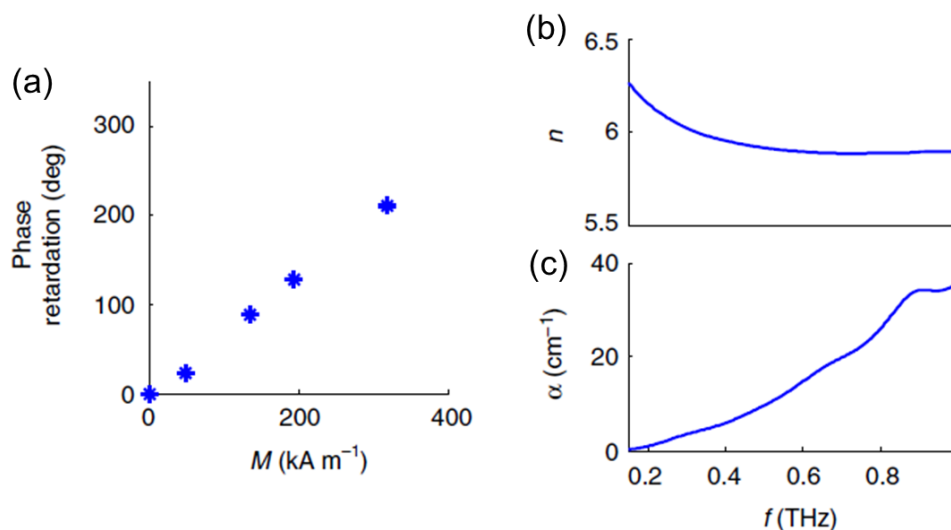 (a)
300
200
100
0
Phase
retardation (deg)
0 200 400
M (kA m⁻¹)
(b)
6.5
6
5.5
n
(c)
40
20
0
α (cm⁻¹)
0.2 0.4 0.6 0.8
f (THz)